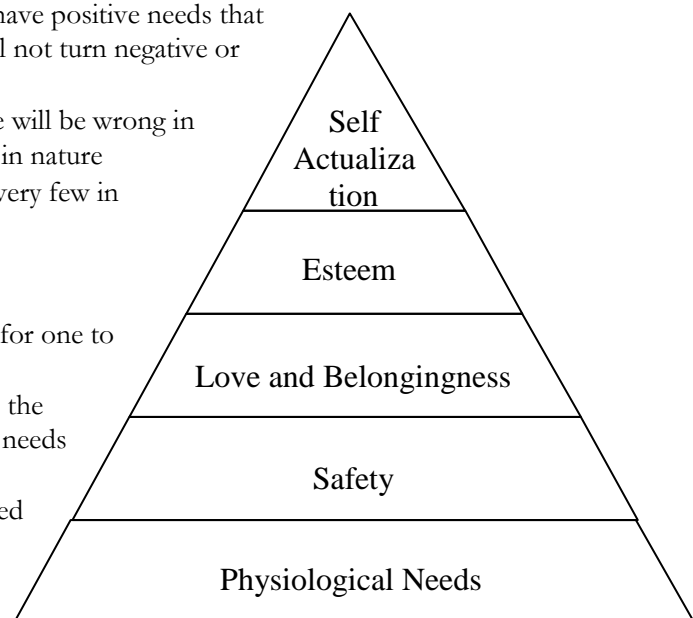 have positive needs that
not turn negative or
will be wrong in
in nature
very few in
for one to
the
needs
Self
Actualiza
tion
Esteem
Love and Belongingness
Safety
Physiological Needs